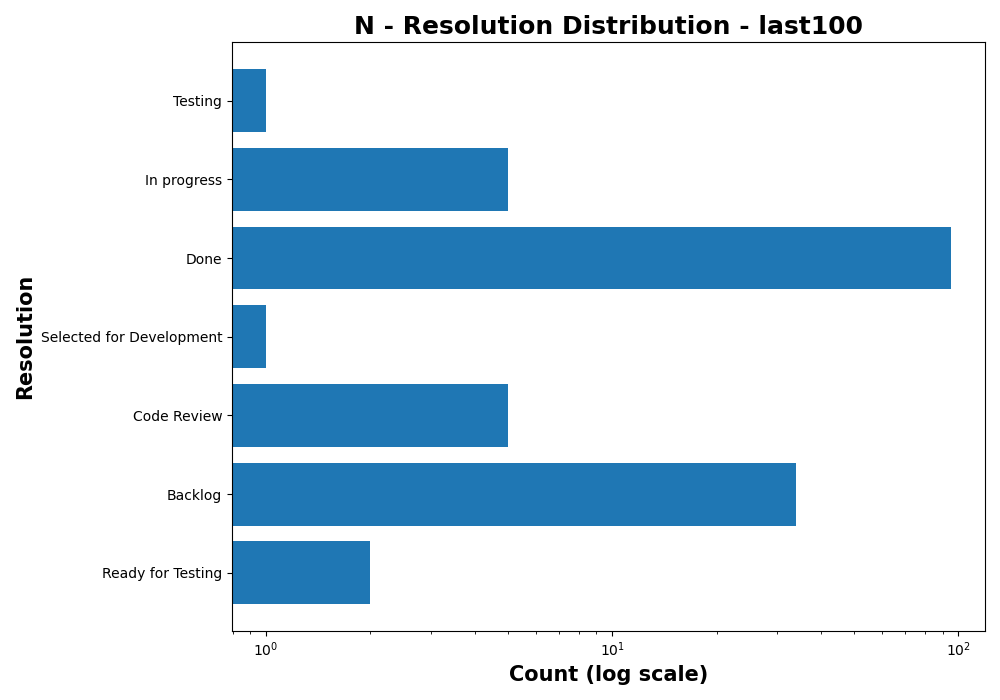 N - Resolution Distribution - last100
Testing
In progress
Done
Selected for Development
Code Review
Backlog
Ready for Testing
Resolution
10⁰
10¹
10²
Count (log scale)